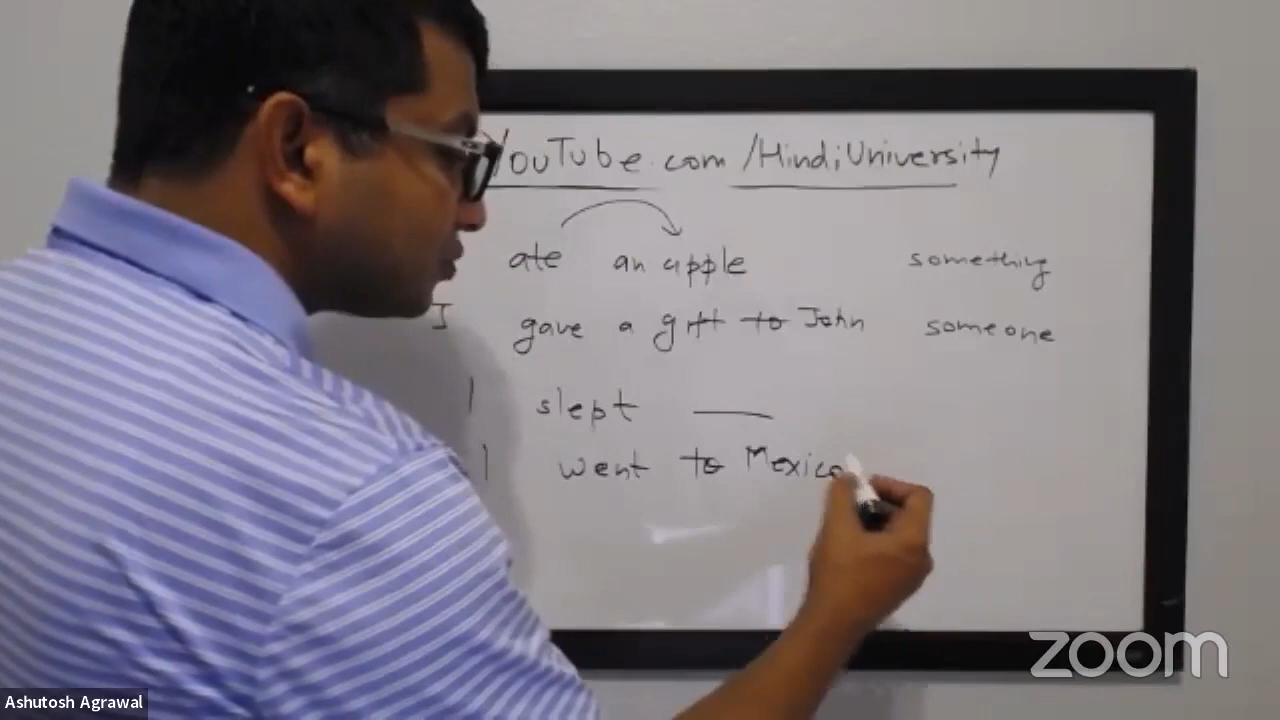 YouTube.com/HindiUniversity
ate an apple something
I gave a gift to John someone
I slept
I went to Mexico
zoom
Ashutosh Agrawal